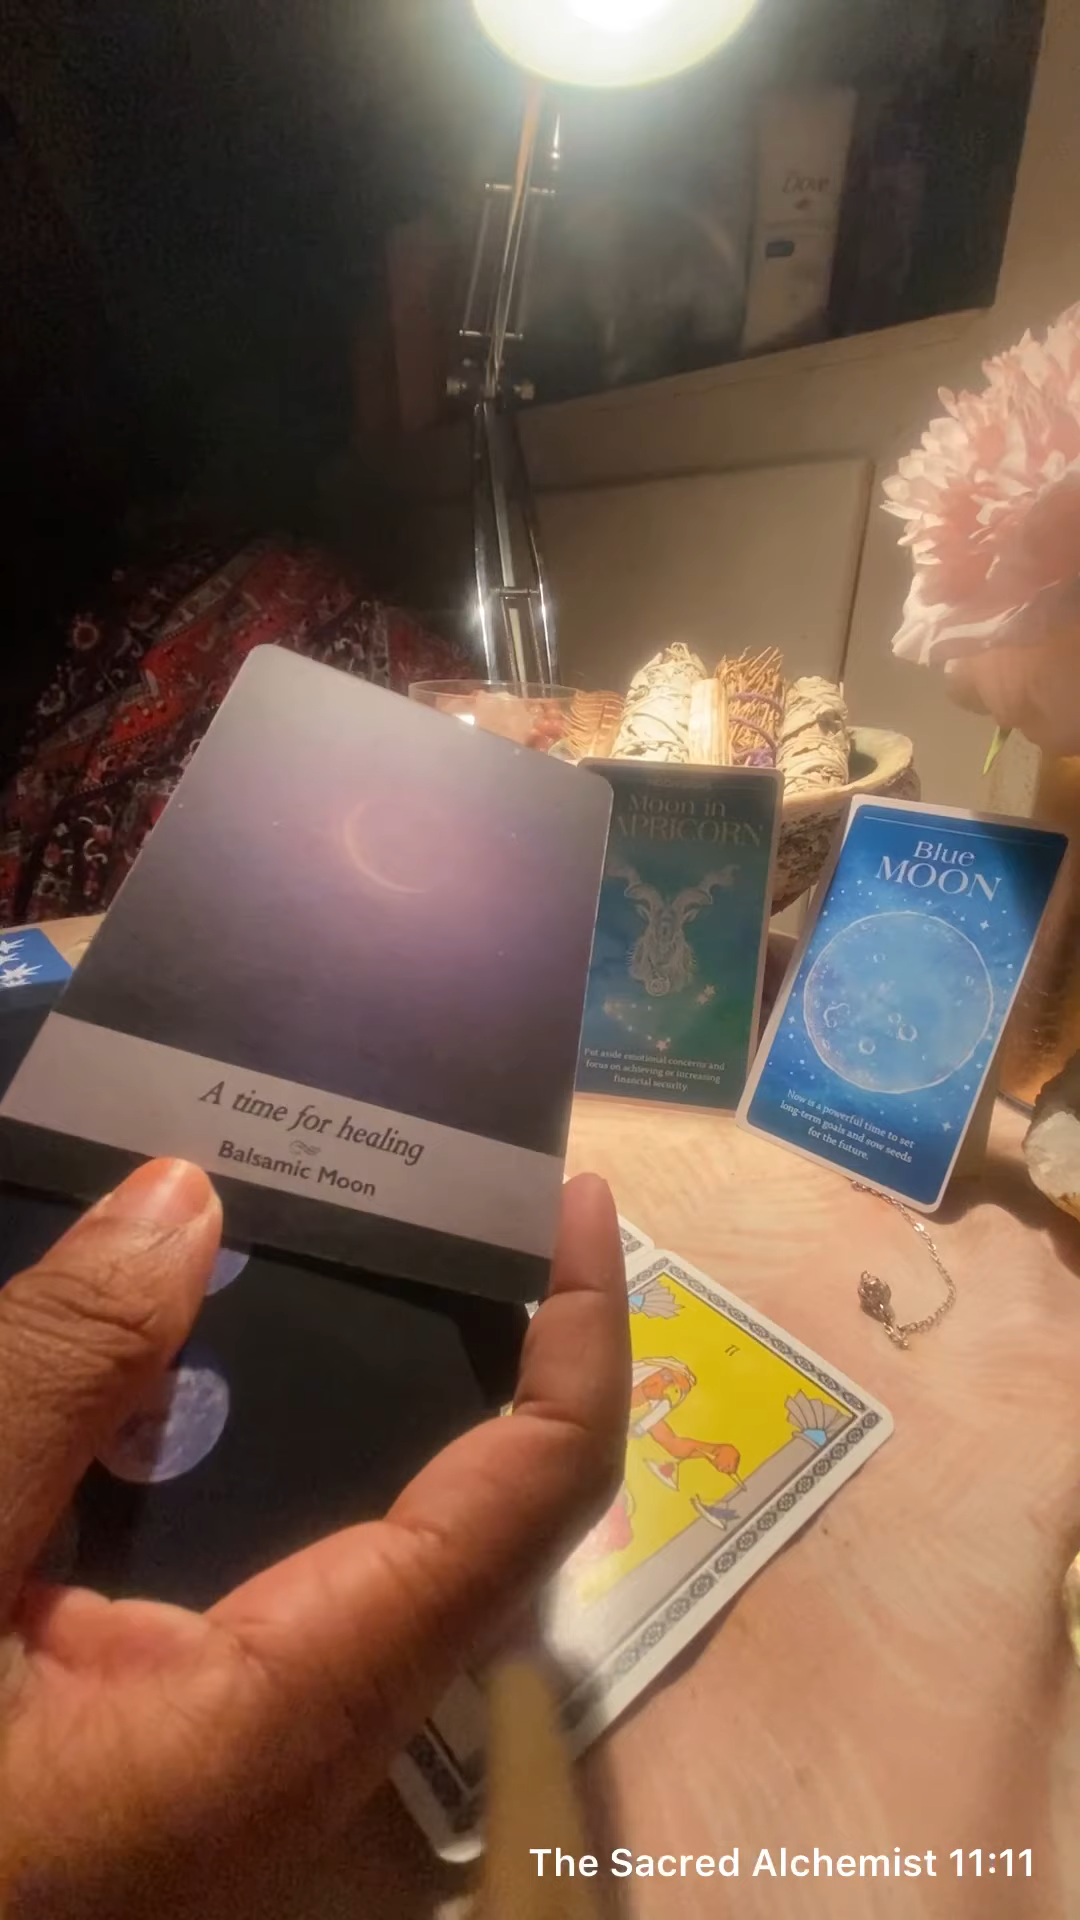 Dove
Moon in
CAPRICORN
Put aside emotional concerns and
focus on achieving or increasing
financial security
Blue
MOON
Now is a powerful time to set
long-term goals and sow seeds
for the future.
A time for healing
Balsamic Moon
The Sacred Alchemist 11:11